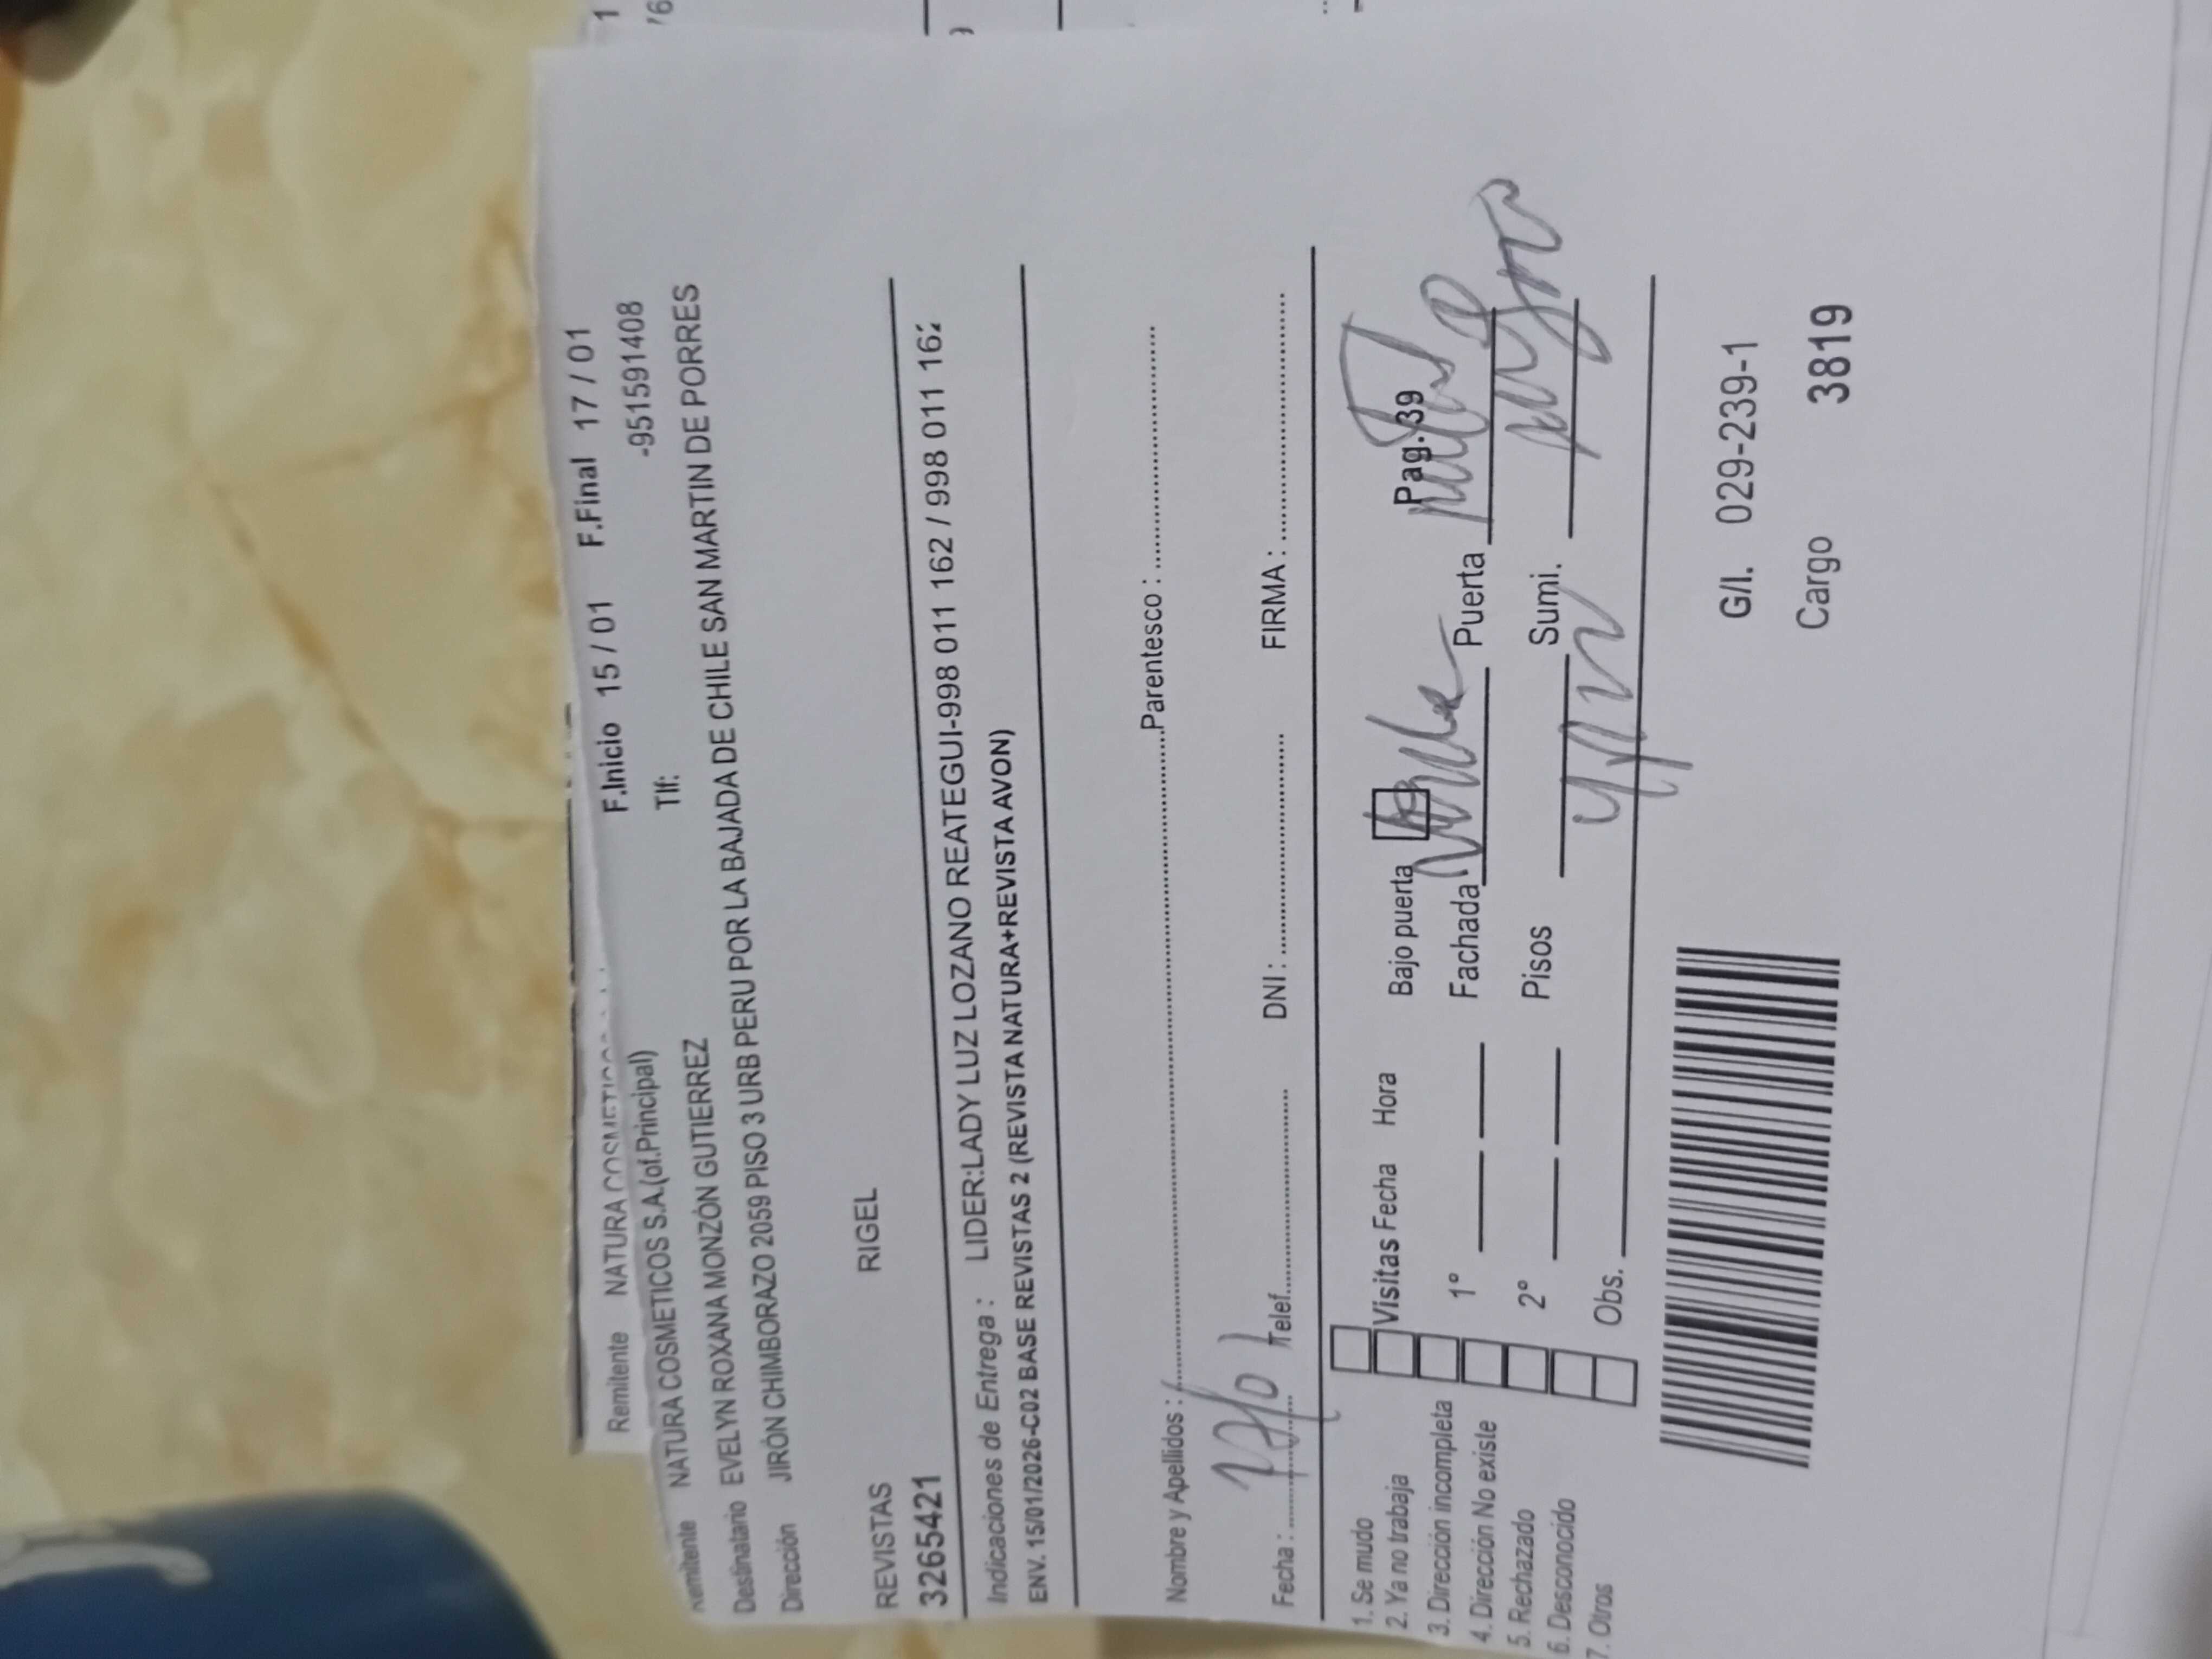 Remitente NATURA COSMETICOS
F.Inicio 15 / 01 F.Final 17 / 01
Remitente NATURA COSMETICOS S.A.(of.Principal) Tlf: -951591408
Destinatario EVELYN ROXANA MONZÓN GUTIERREZ
Dirección JIRÓN CHIMBORAZO 2059 PISO 3 URB PERU POR LA BAJADA DE CHILE SAN MARTIN DE PORRES
REVISTAS RIGEL
3265421
Indicaciones de Entrega : LIDER:LADY LUZ LOZANO REATEGUI-998 011 162 / 998 011 162
ENV. 15/01/2026-C02 BASE REVISTAS 2 (REVISTA NATURA+REVISTA AVON)
Nombre y Apellidos : Parentesco :
Fecha : Telef. DNI : FIRMA :
1. Se mudo
2. Ya no trabaja Visitas Fecha Hora Bajo puerta Pag.39
3. Dirección incompleta 1° Fachada Puerta
4. Dirección No existe
5. Rechazado 2° Pisos Sumi.
6. Desconocido
7. Otros Obs.
G/I. 029-239-1
Cargo 3819